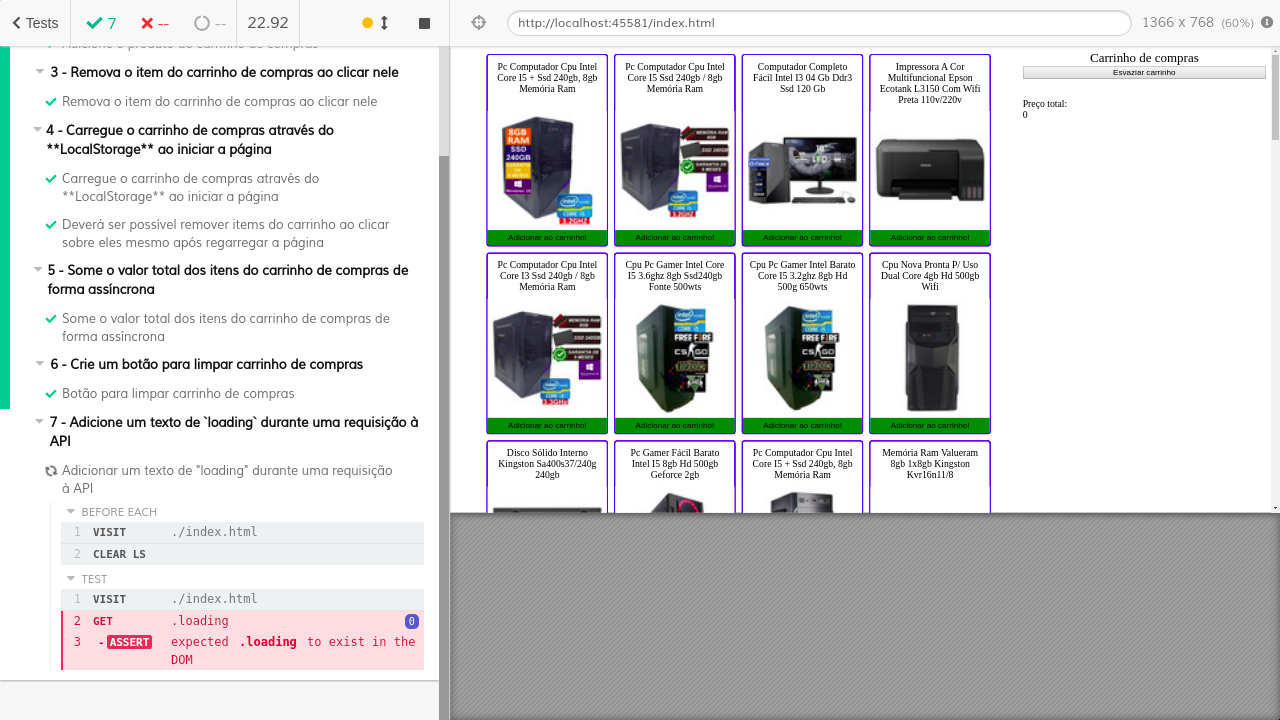 Tests
7
--
--
22.92
http://localhost:45581/index.html
1366 x 768 (60%)
Adicione o produto ao carrinho de compras
3 - Remova o item do carrinho de compras ao clicar nele
Remova o item do carrinho de compras ao clicar nele
4 - Carregue o carrinho de compras através do
**LocalStorage** ao iniciar a página
Carregue o carrinho de compras através do
**LocalStorage** ao iniciar a página
Deverá ser possível remover items do carrinho ao clicar
sobre eles mesmo após regarregar a página
5 - Some o valor total dos itens do carrinho de compras de
forma assíncrona
Some o valor total dos itens do carrinho de compras de
forma assíncrona
6 - Crie um botão para limpar carrinho de compras
Botão para limpar carrinho de compras
7 - Adicione um texto de `loading` durante uma requisição à
API
Adicionar um texto de "loading" durante uma requisição
à API
BEFORE EACH
1 VISIT ./index.html
2 CLEAR LS
TEST
1 VISIT ./index.html
2 GET .loading 0
3 -ASSERT expected .loading to exist in the
DOM
Pc Computador Cpu Intel
Core I5 + Ssd 240gb, 8gb
Memória Ram
8GB
RAM
SSD
240GB
Adicionar ao carrinho!
Pc Computador Cpu Intel
Core I5 Ssd 240gb / 8gb
Memória Ram
Adicionar ao carrinho!
Computador Completo
Fácil Intel I3 04 Gb Ddr3
Ssd 120 Gb
Adicionar ao carrinho!
Impressora A Cor
Multifuncional Epson
Ecotank L3150 Com Wifi
Preta 110v/220v
Adicionar ao carrinho!
Pc Computador Cpu Intel
Core I3 Ssd 240gb / 8gb
Memória Ram
Adicionar ao carrinho!
Cpu Pc Gamer Intel Core
I5 3.6ghz 8gb Ssd240gb
Fonte 500wts
Adicionar ao carrinho!
Cpu Pc Gamer Intel Barato
Core I5 3.2ghz 8gb Hd
500g 650wts
Adicionar ao carrinho!
Cpu Nova Pronta P/ Uso
Dual Core 4gb Hd 500gb
Wifi
Adicionar ao carrinho!
Disco Sólido Interno
Kingston Sa400s37/240g
240gb
Pc Gamer Fácil Barato
Intel I5 8gb Hd 500gb
Geforce 2gb
Pc Computador Cpu Intel
Core I5 + Ssd 240gb, 8gb
Memória Ram
Memória Ram Valueram
8gb 1x8gb Kingston
Kvr16n11/8
Carrinho de compras
Esvaziar carrinho
Preço total:
0